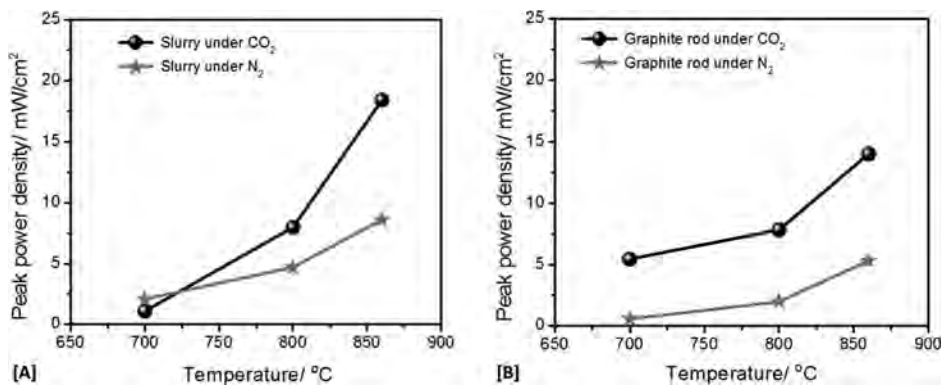 25
20
15
10
5
0
Peak power density/ mW/cm²
Slurry under CO₂
Slurry under N₂
650 700 750 800 850 900
Temperature/ °C
[A]
25
20
15
10
5
0
Peak power density/ mW/cm²
Graphite rod under CO₂
Graphite rod under N₂
650 700 750 800 850 900
Temperature/ °C
[B]